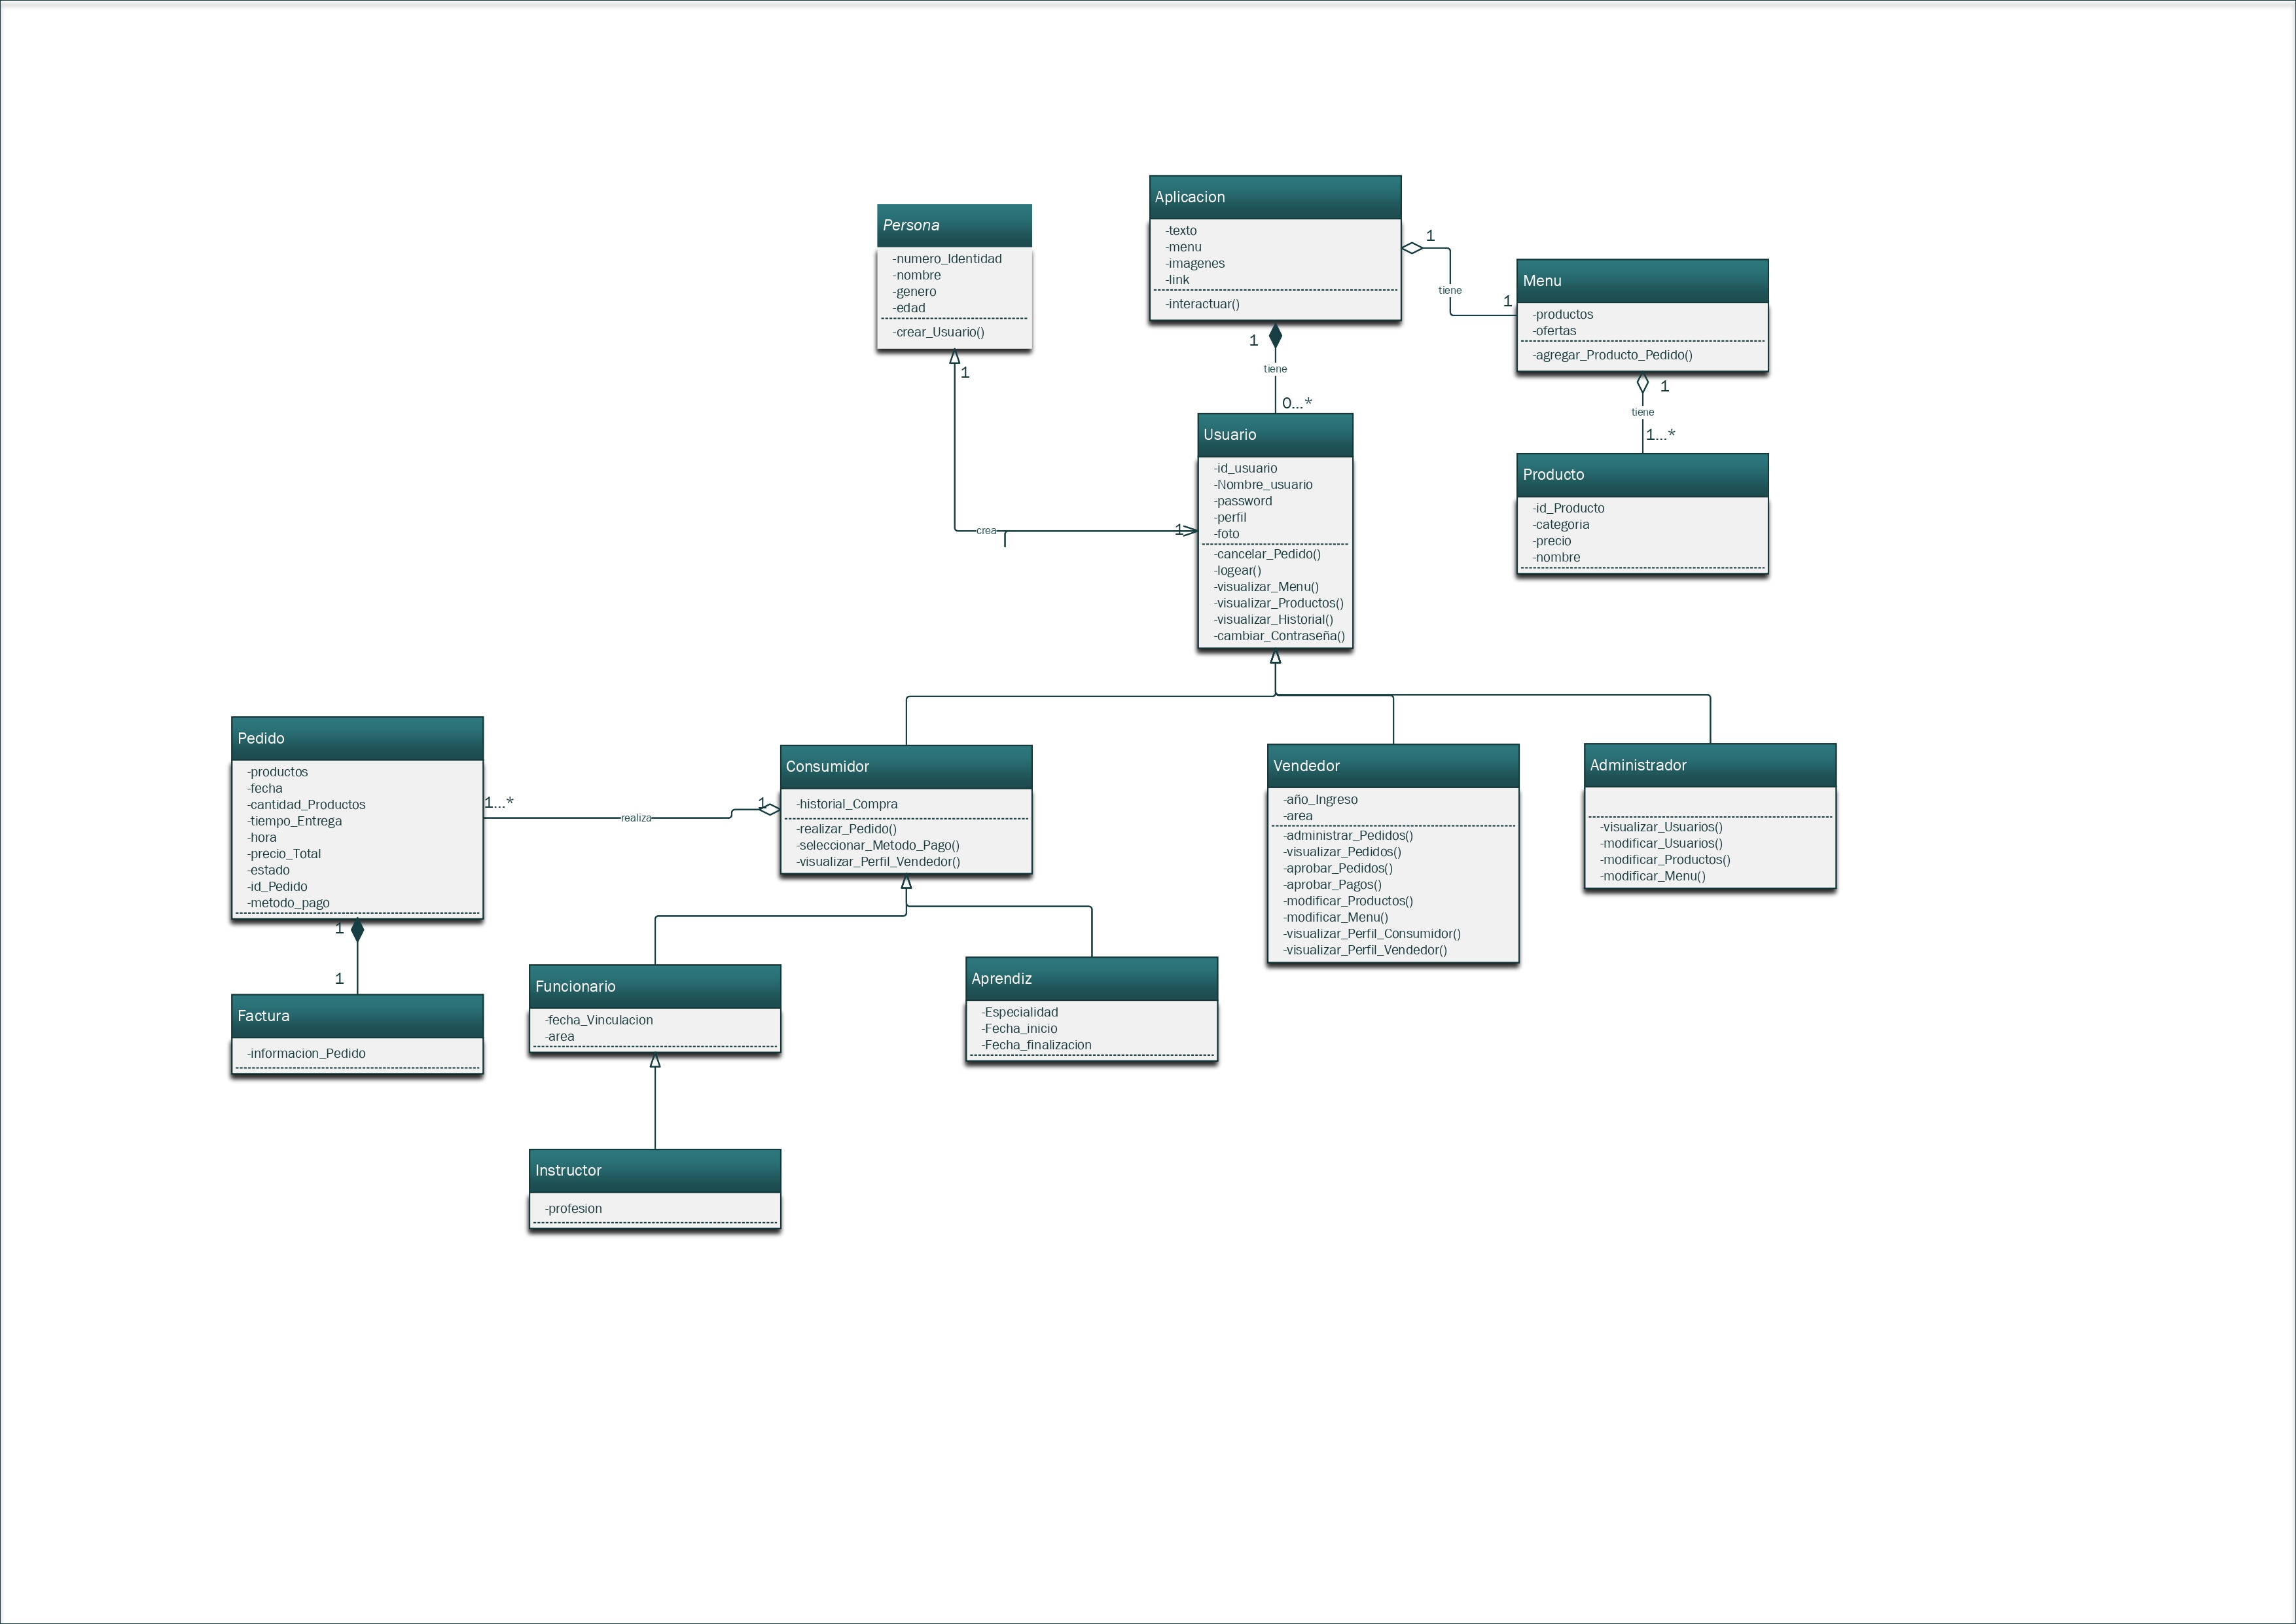 Aplicacion
-texto
-menu
-imagenes
-link
-interactuar()
Persona
-numero_Identidad
-nombre
-genero
-edad
-crear_Usuario()
1
tiene
1
Menu
-productos
-ofertas
-agregar_Producto_Pedido()
1
tiene
0...*
1
crea
1
1
tiene
1...*
Usuario
-id_usuario
-Nombre_usuario
-password
-perfil
-foto
-cancelar_Pedido()
-logear()
-visualizar_Menu()
-visualizar_Productos()
-visualizar_Historial()
-cambiar_Contraseña()
Producto
-id_Producto
-categoria
-precio
-nombre
Pedido
-productos
-fecha
-cantidad_Productos
-tiempo_Entrega
-hora
-precio_Total
-estado
-id_Pedido
-metodo_pago
1...*
realiza
1
Consumidor
-historial_Compra
-realizar_Pedido()
-seleccionar_Metodo_Pago()
-visualizar_Perfil_Vendedor()
Vendedor
-año_Ingreso
-area
-administrar_Pedidos()
-visualizar_Pedidos()
-aprobar_Pedidos()
-aprobar_Pagos()
-modificar_Productos()
-modificar_Menu()
-visualizar_Perfil_Consumidor()
-visualizar_Perfil_Vendedor()
Administrador
-visualizar_Usuarios()
-modificar_Usuarios()
-modificar_Productos()
-modificar_Menu()
1
1
Factura
-informacion_Pedido
Funcionario
-fecha_Vinculacion
-area
Aprendiz
-Especialidad
-Fecha_inicio
-Fecha_finalizacion
Instructor
-profesion